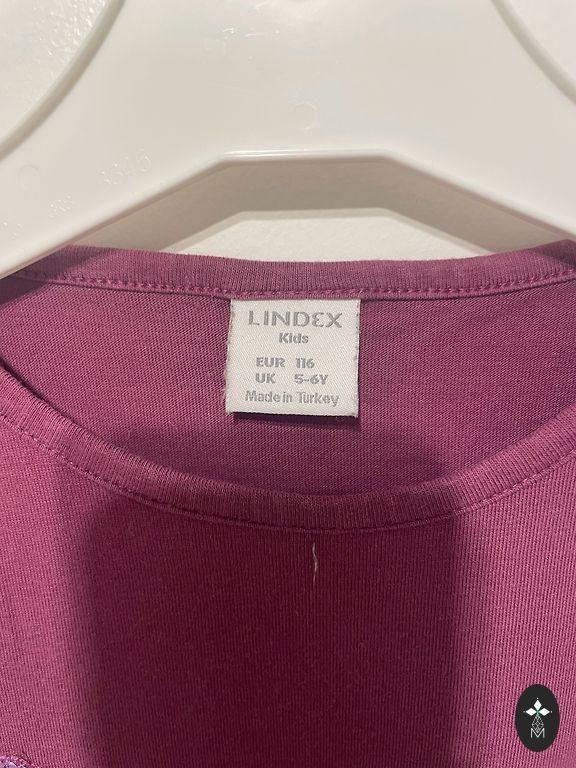 LINDEX
Kids
EUR 116
UK 5-6Y
Made in Turkey